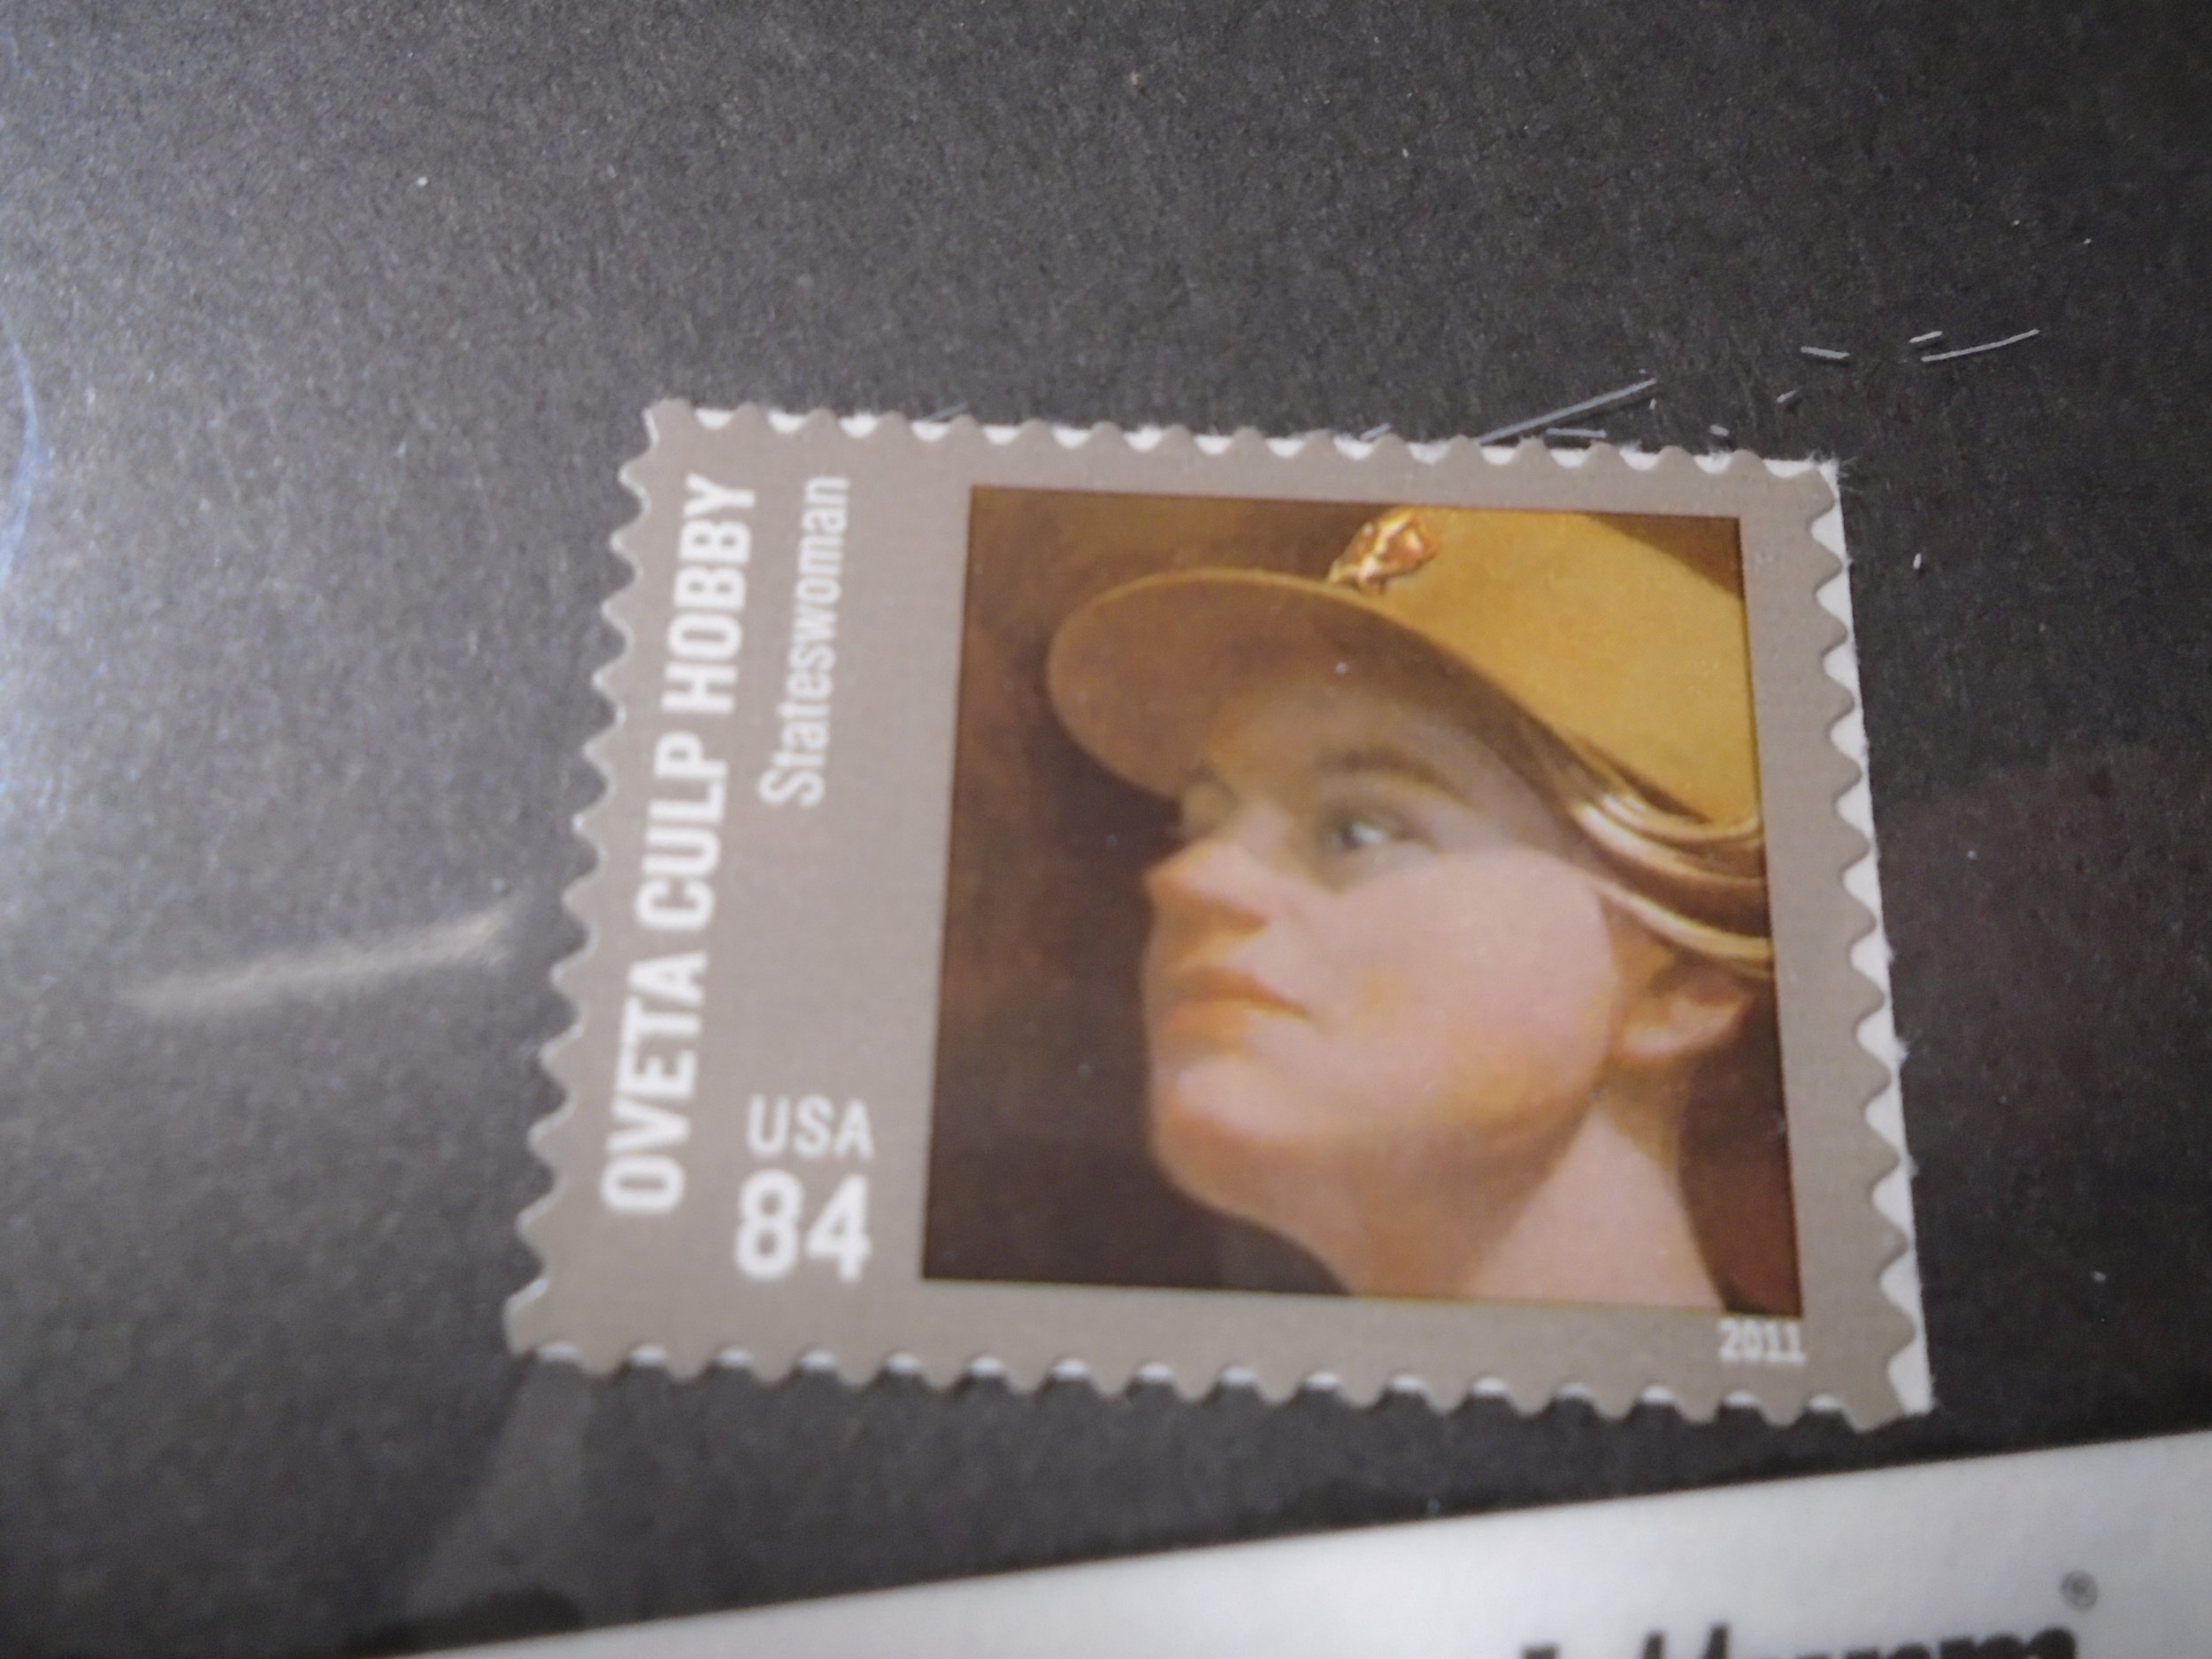 OVETA CULP HOBBY
Stateswoman
USA
84
2011
®